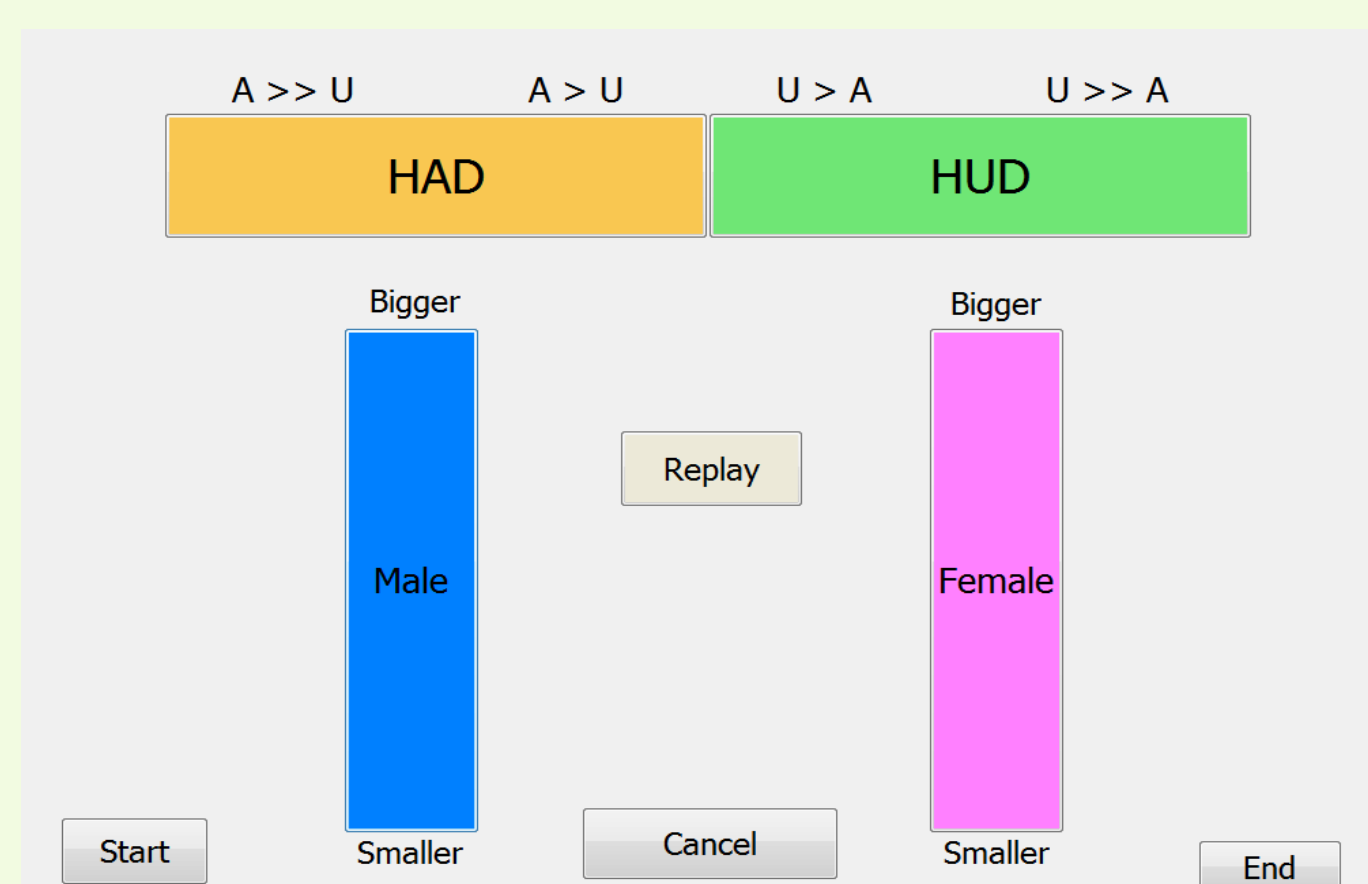 A >> U A > U U > A U >> A
HAD HUD
Bigger Bigger
Replay
Male Female
Start Smaller Cancel Smaller End